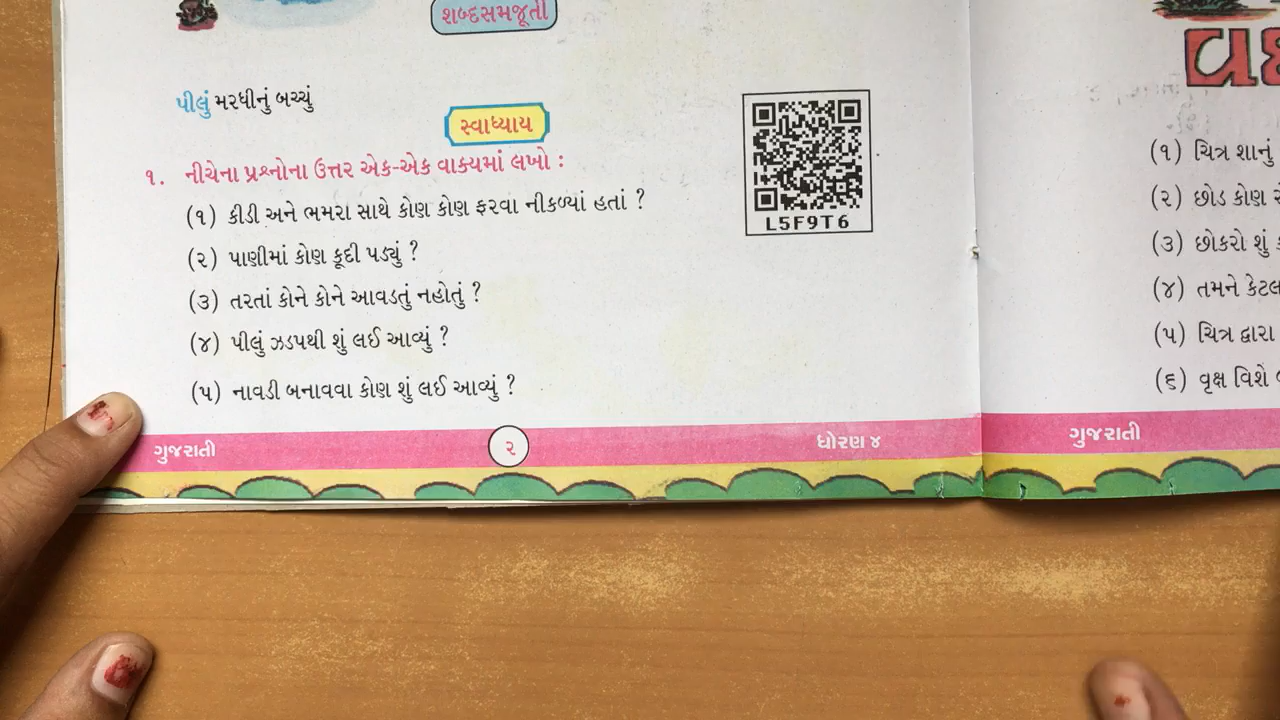 શબ્દસમજૂતી
પીલું મરઘીનું બચ્ચું
સ્વાધ્યાય
૧. નીચેના પ્રશ્નોના ઉત્તર એક-એક વાક્યમાં લખો :
(૧) કીડી અને ભમરા સાથે કોણ કોણ ફરવા નીકળ્યાં હતાં ?
(૨) પાણીમાં કોણ કૂદી પડ્યું ?
(૩) તરતાં કોને કોને આવડતું નહોતું ?
(૪) પીલું ઝડપથી શું લઈ આવ્યું ?
(૫) નાવડી બનાવવા કોણ શું લઈ આવ્યું ?
L5F9T6
ગુજરાતી ૨ ધોરણ ૪
(૧) ચિત્ર શાનું
(૨) છોડ કોણ
(૩) છોકરો શું
(૪) તમને કેટલ
(૫) ચિત્ર દ્વારા
(૬) વૃક્ષ વિશે
ગુજરાતી